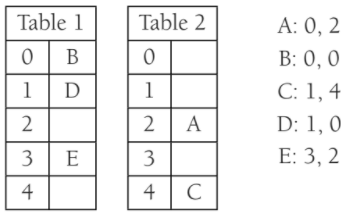 Table 1 Table 2 A: 0, 2
0 B 0 B: 0, 0
1 D 1 C: 1, 4
2 2 A D: 1, 0
3 E 3 E: 3, 2
4 4 C